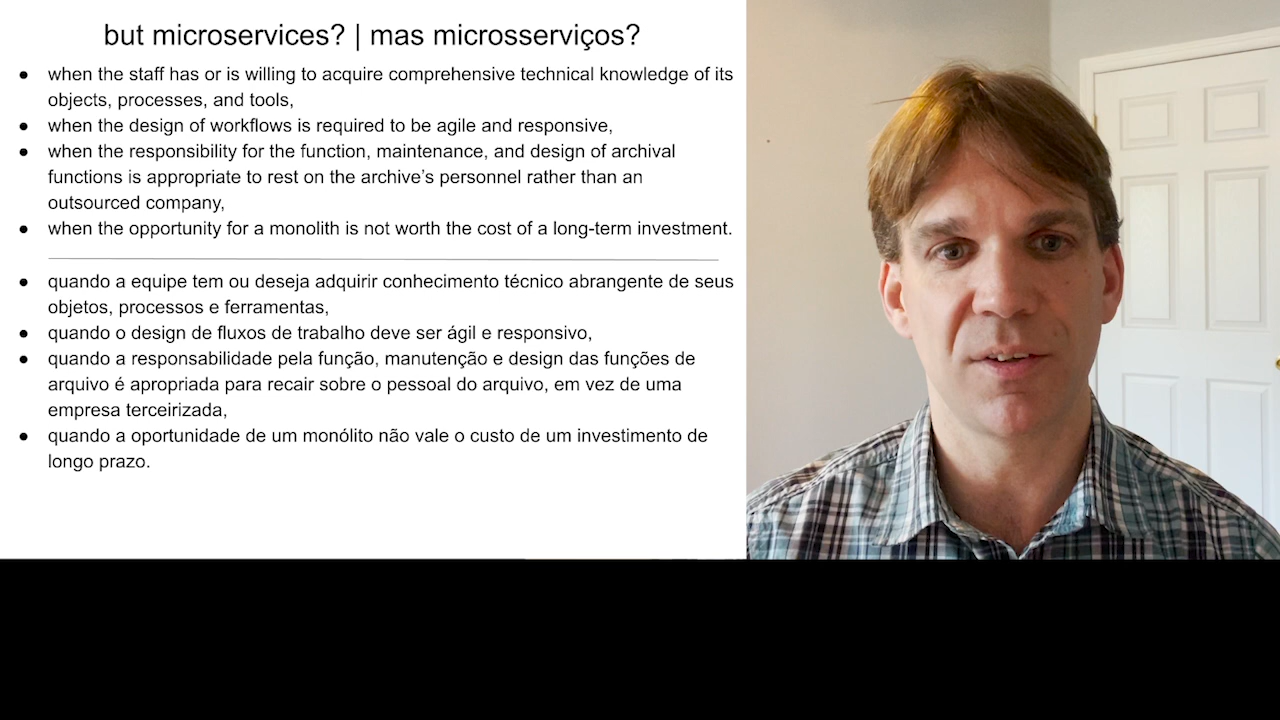 but microservices? | mas microsserviços?
● when the staff has or is willing to acquire comprehensive technical knowledge of its
objects, processes, and tools,
● when the design of workflows is required to be agile and responsive,
● when the responsibility for the function, maintenance, and design of archival
functions is appropriate to rest on the archive's personnel rather than an
outsourced company,
● when the opportunity for a monolith is not worth the cost of a long-term investment.
● quando a equipe tem ou deseja adquirir conhecimento técnico abrangente de seus
objetos, processos e ferramentas,
● quando o design de fluxos de trabalho deve ser ágil e responsivo,
● quando a responsabilidade pela função, manutenção e design das funções de
arquivo é apropriada para recair sobre o pessoal do arquivo, em vez de uma
empresa terceirizada,
● quando a oportunidade de um monólito não vale o custo de um investimento de
longo prazo.